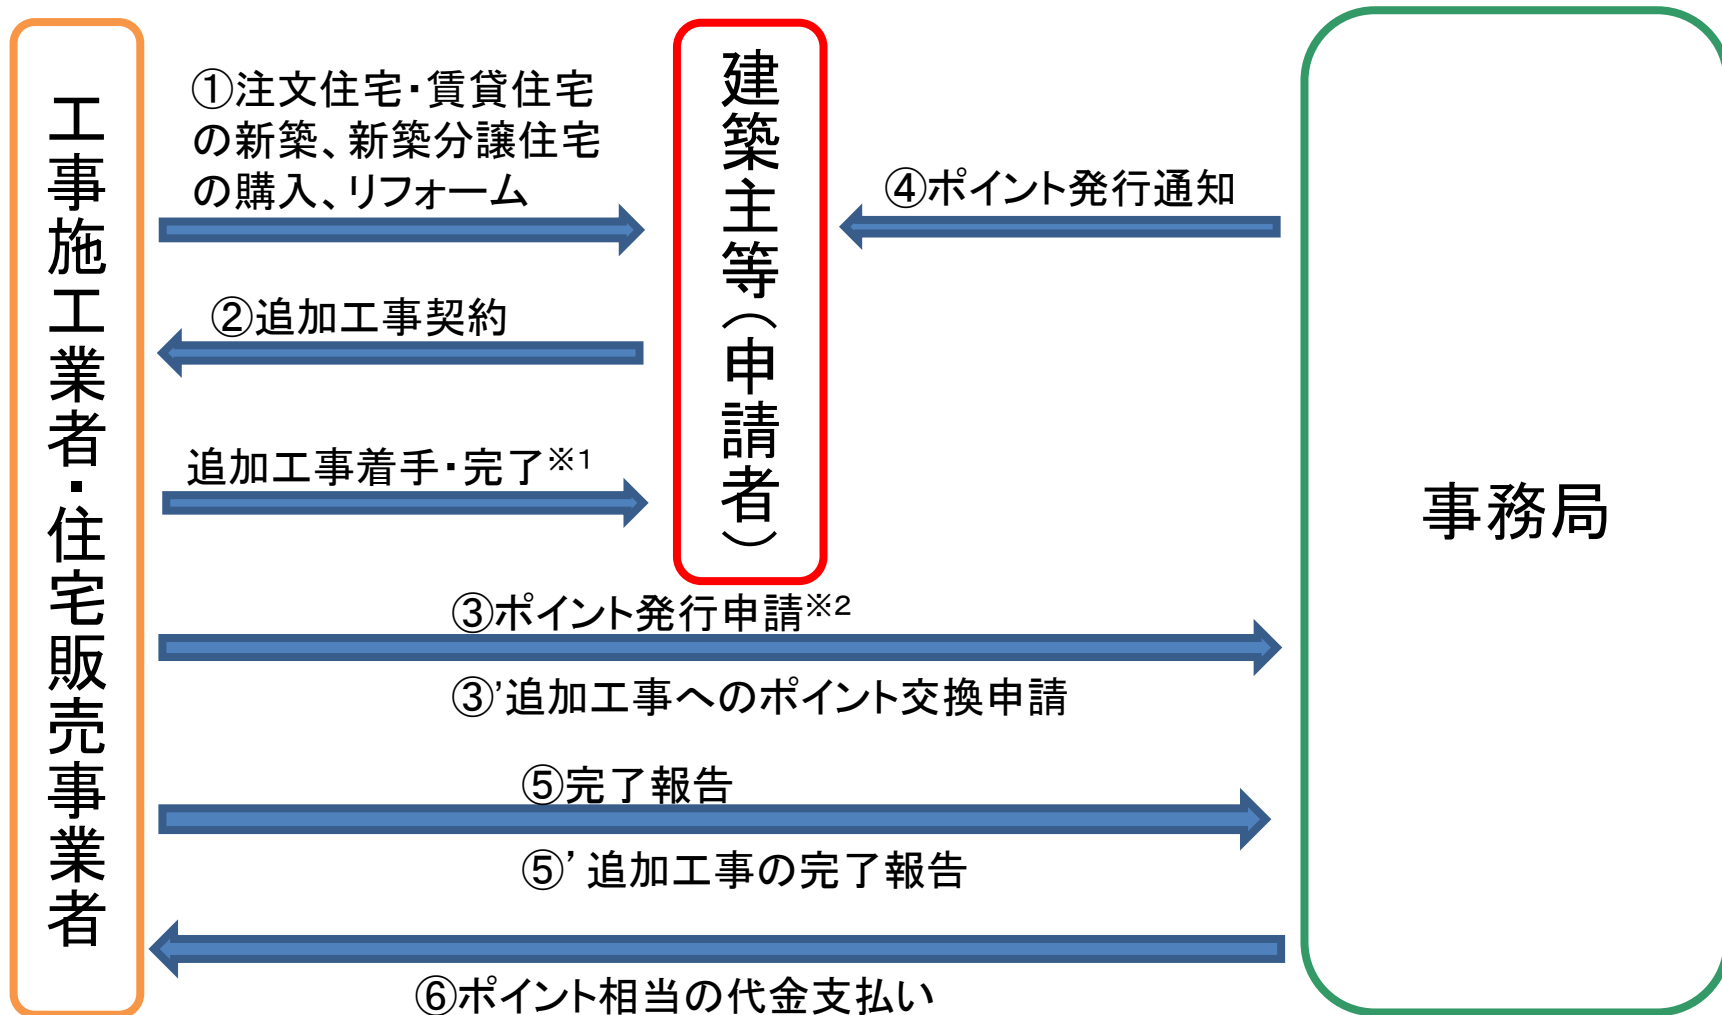 工事施工業者・住宅販売事業者
①注文住宅・賃貸住宅
の新築、新築分譲住宅
の購入、リフォーム
建築主等（申請者）
④ポイント発行通知
②追加工事契約
追加工事着手・完了※1
事務局
③ポイント発行申請※2
③’追加工事へのポイント交換申請
⑤完了報告
⑤’追加工事の完了報告
⑥ポイント相当の代金支払い